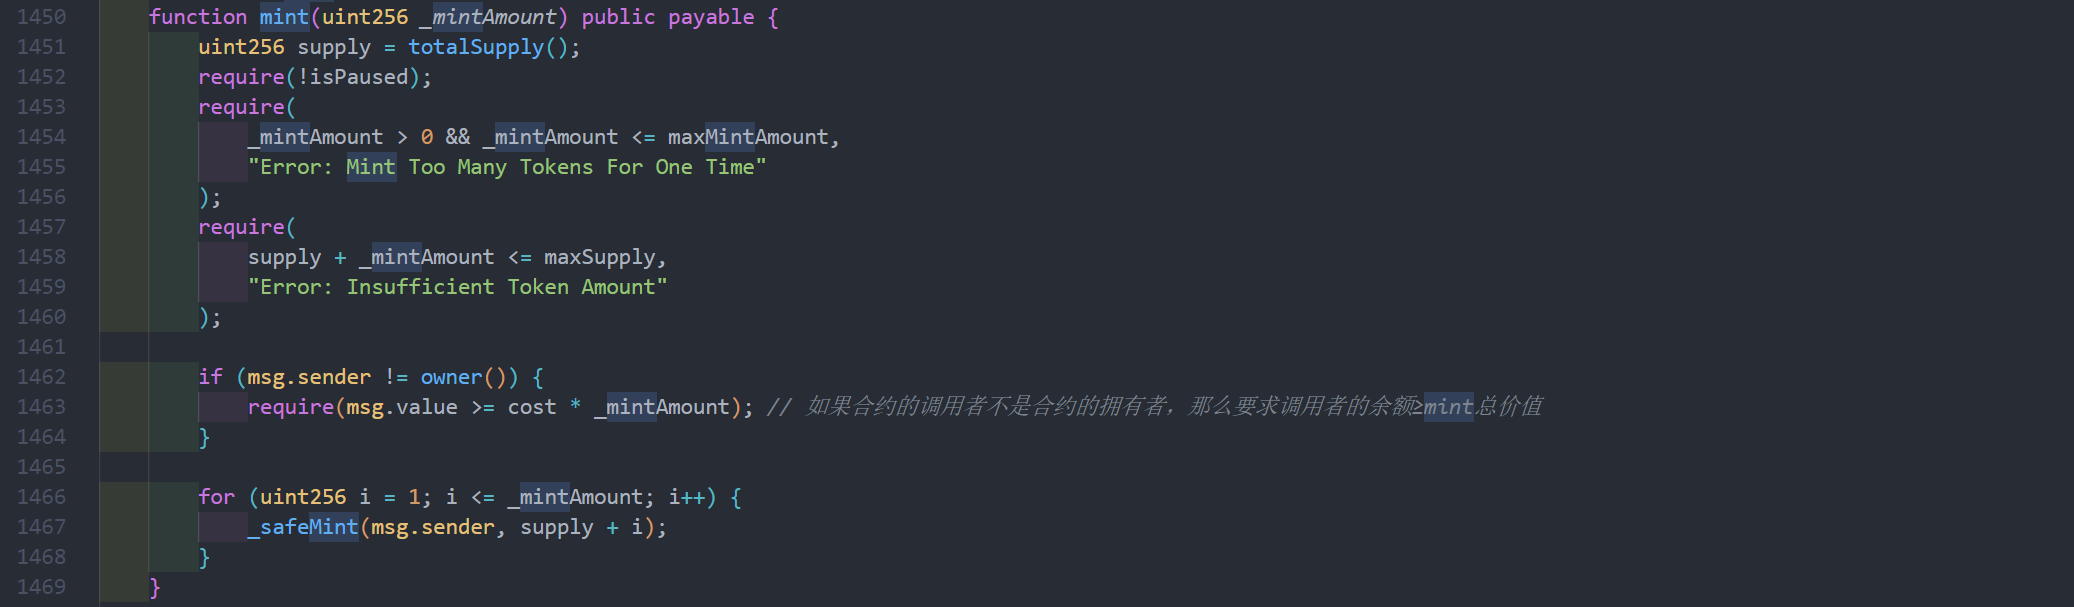 1450 function mint(uint256 _mintAmount) public payable {
1451 uint256 supply = totalSupply();
1452 require(!isPaused);
1453 require(
1454 _mintAmount > 0 && _mintAmount <= maxMintAmount,
1455 "Error: Mint Too Many Tokens For One Time"
1456 );
1457 require(
1458 supply + _mintAmount <= maxSupply,
1459 "Error: Insufficient Token Amount"
1460 );
1461
1462 if (msg.sender != owner()) {
1463 require(msg.value >= cost * _mintAmount); // 如果合约的调用者不是合约的拥有者，那么要求调用者的余额≥mint总价值
1464 }
1465
1466 for (uint256 i = 1; i <= _mintAmount; i++) {
1467 _safeMint(msg.sender, supply + i);
1468 }
1469 }